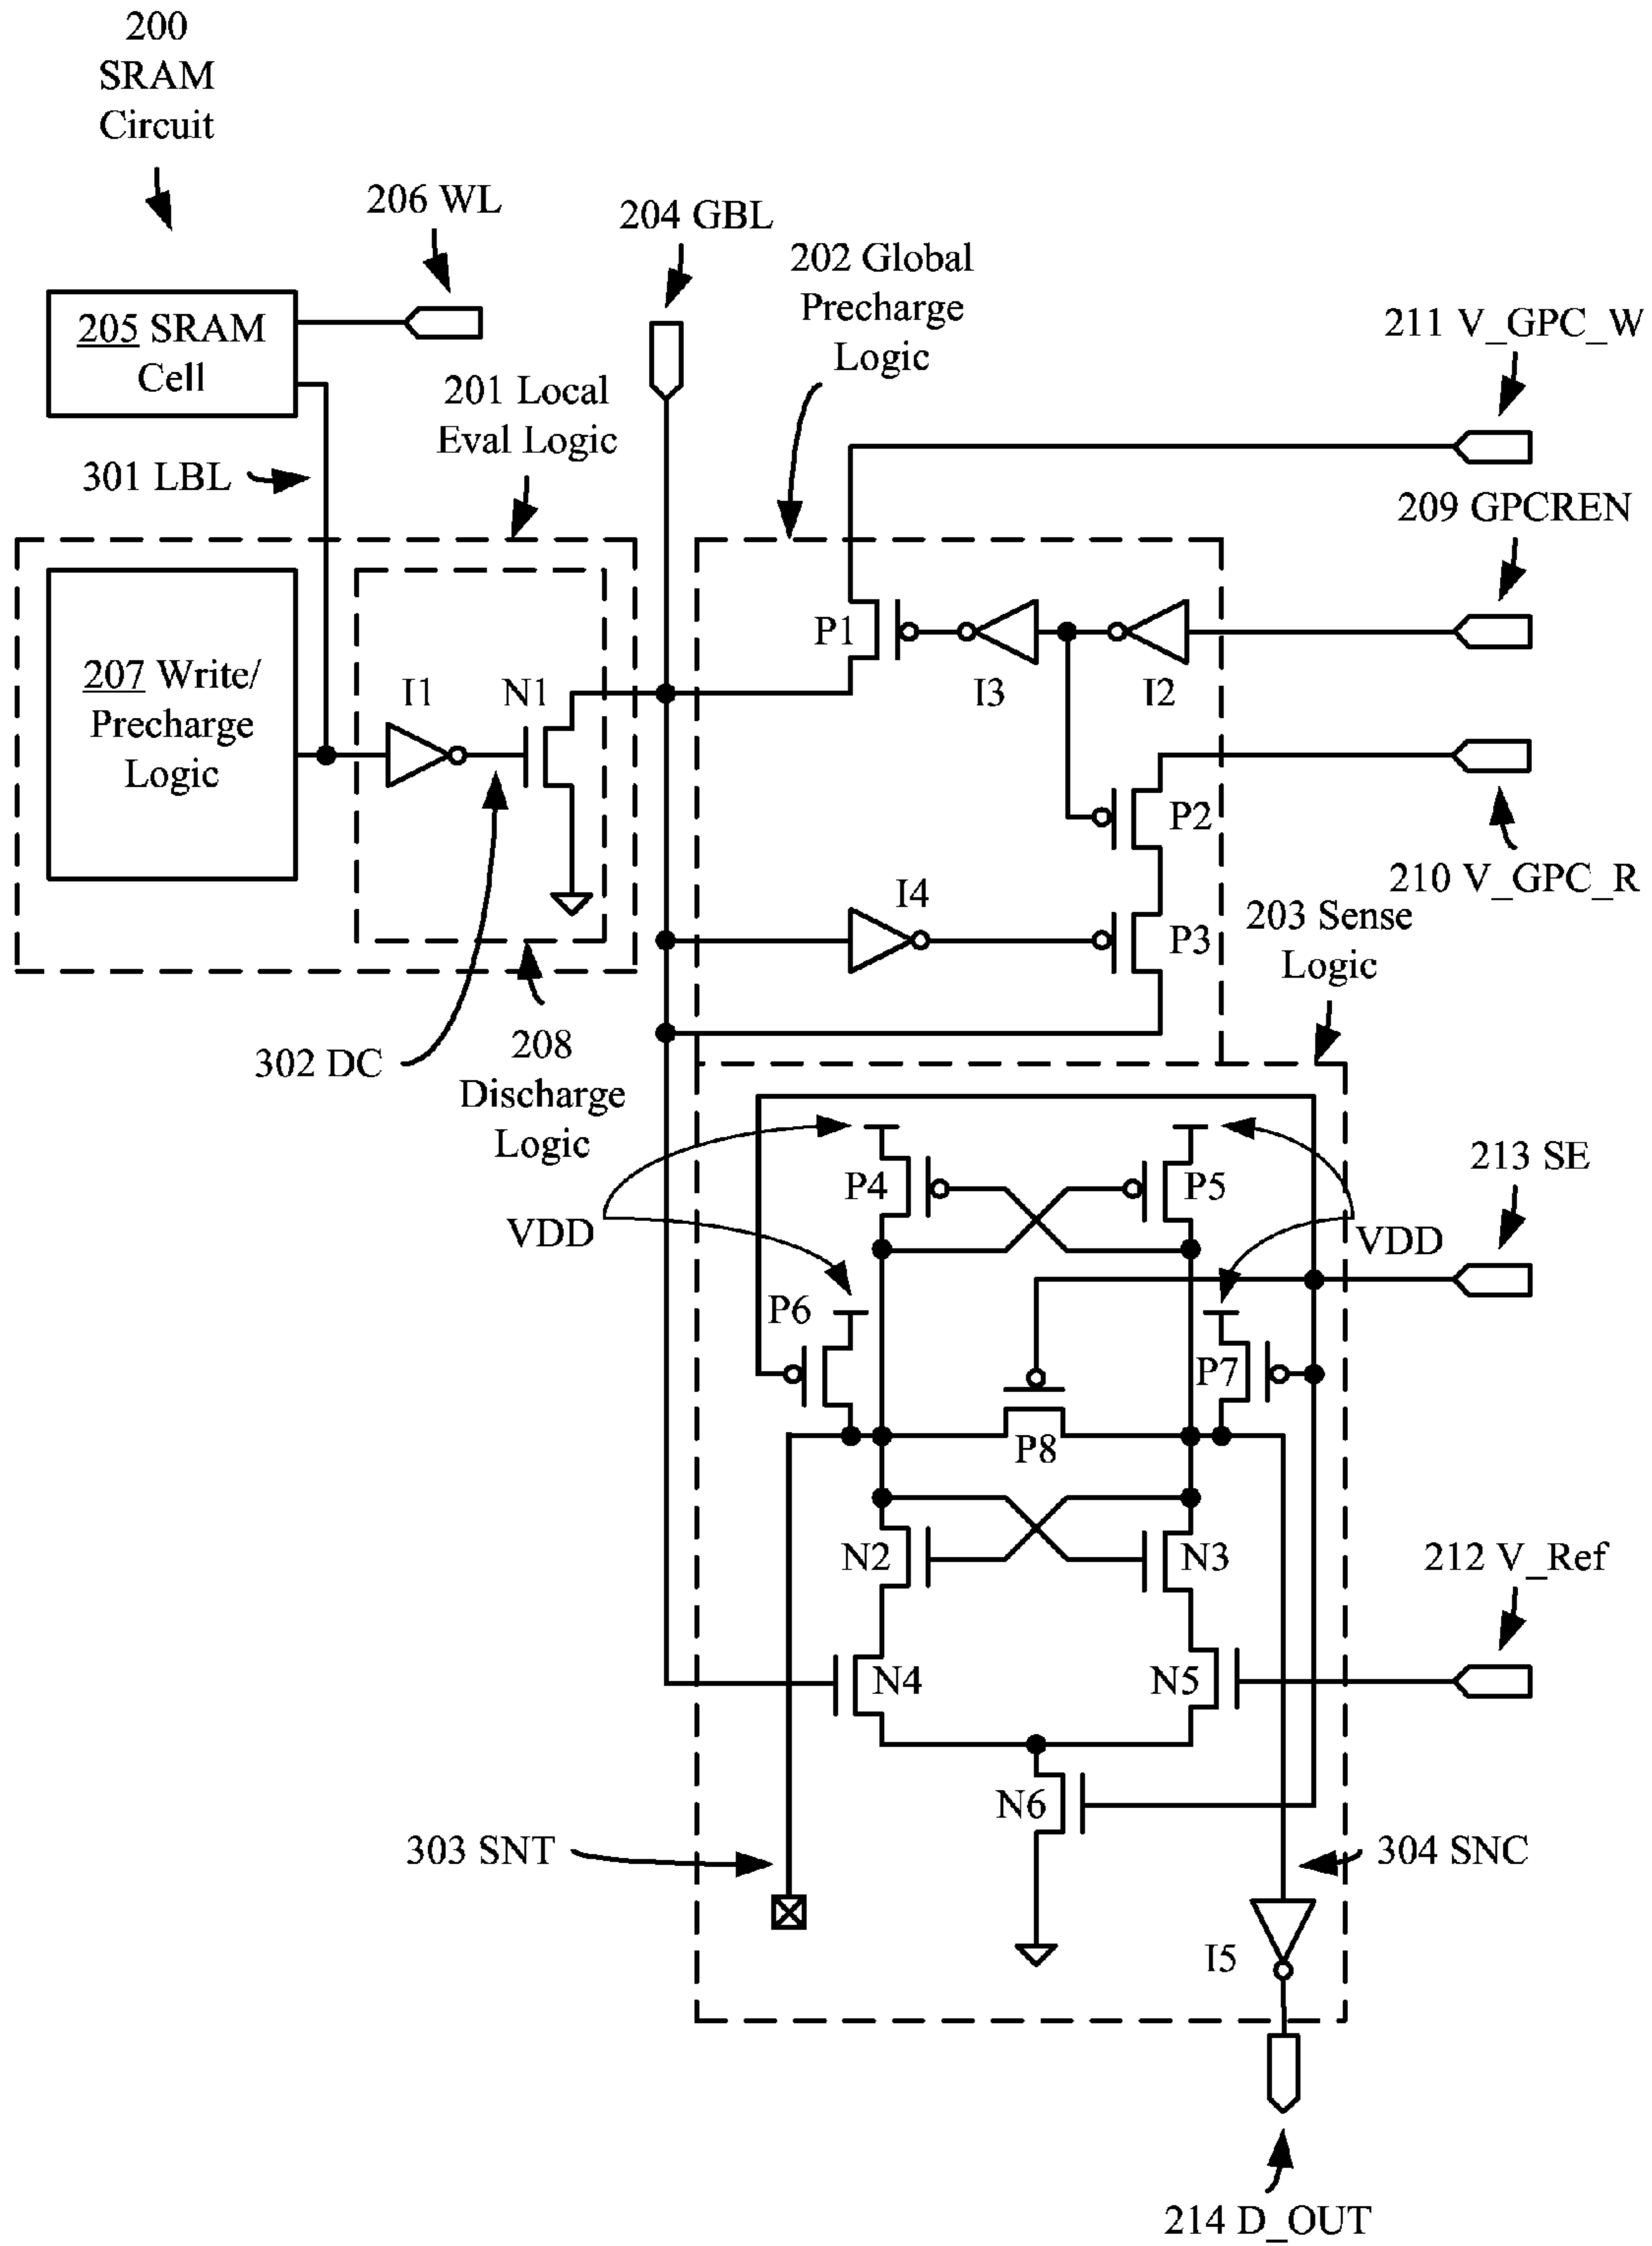 200
SRAM
Circuit
206 WL
204 GBL
202 Global
Precharge
Logic
211 V_GPC_W
205 SRAM
Cell
201 Local
Eval Logic
301 LBL
209 GPCREN
P1
I3
I2
207 Write/
Precharge
Logic
I1
N1
P2
210 V_GPC_R
I4
P3
203 Sense
Logic
302 DC
208
Discharge
Logic
P4
P5
213 SE
VDD
VDD
P6
P7
P8
N2
N3
212 V_Ref
N4
N5
N6
303 SNT
304 SNC
I5
214 D_OUT